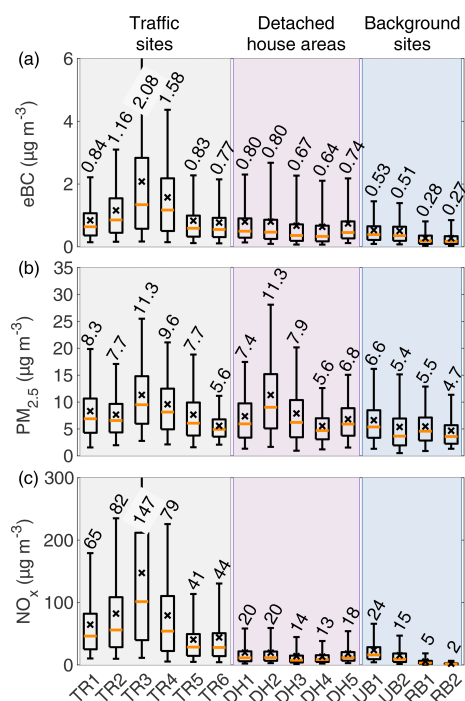 Traffic sites
Detached house areas
Background sites
(a)
eBC (µg m⁻³)
6
4
2
0
0.84 1.16 2.08 1.58 0.83 0.77 0.80 0.80 0.67 0.64 0.74 0.53 0.51 0.28 0.27
(b)
PM2.5 (µg m⁻³)
35
30
25
20
15
10
5
0
8.3 7.7 11.3 9.6 7.7 5.6 7.4 11.3 7.9 5.6 6.8 6.6 5.4 5.5 4.7
(c)
NOx (µg m⁻³)
300
200
100
0
65 82 147 79 41 44 20 20 14 13 18 24 15 5 2
TR1 TR2 TR3 TR4 TR5 TR6 DH1 DH2 DH3 DH4 DH5 UB1 UB2 RB1 RB2